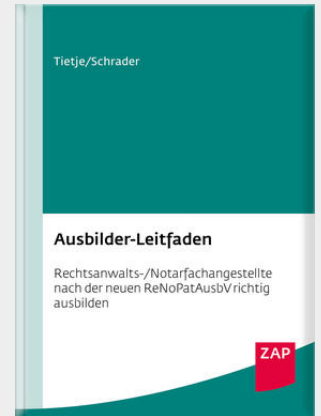 Tietje/Schrader
Ausbilder-Leitfaden
Rechtsanwalts-/Notarfachangestellte
nach der neuen ReNoPatAusbV richtig
ausbilden
ZAP